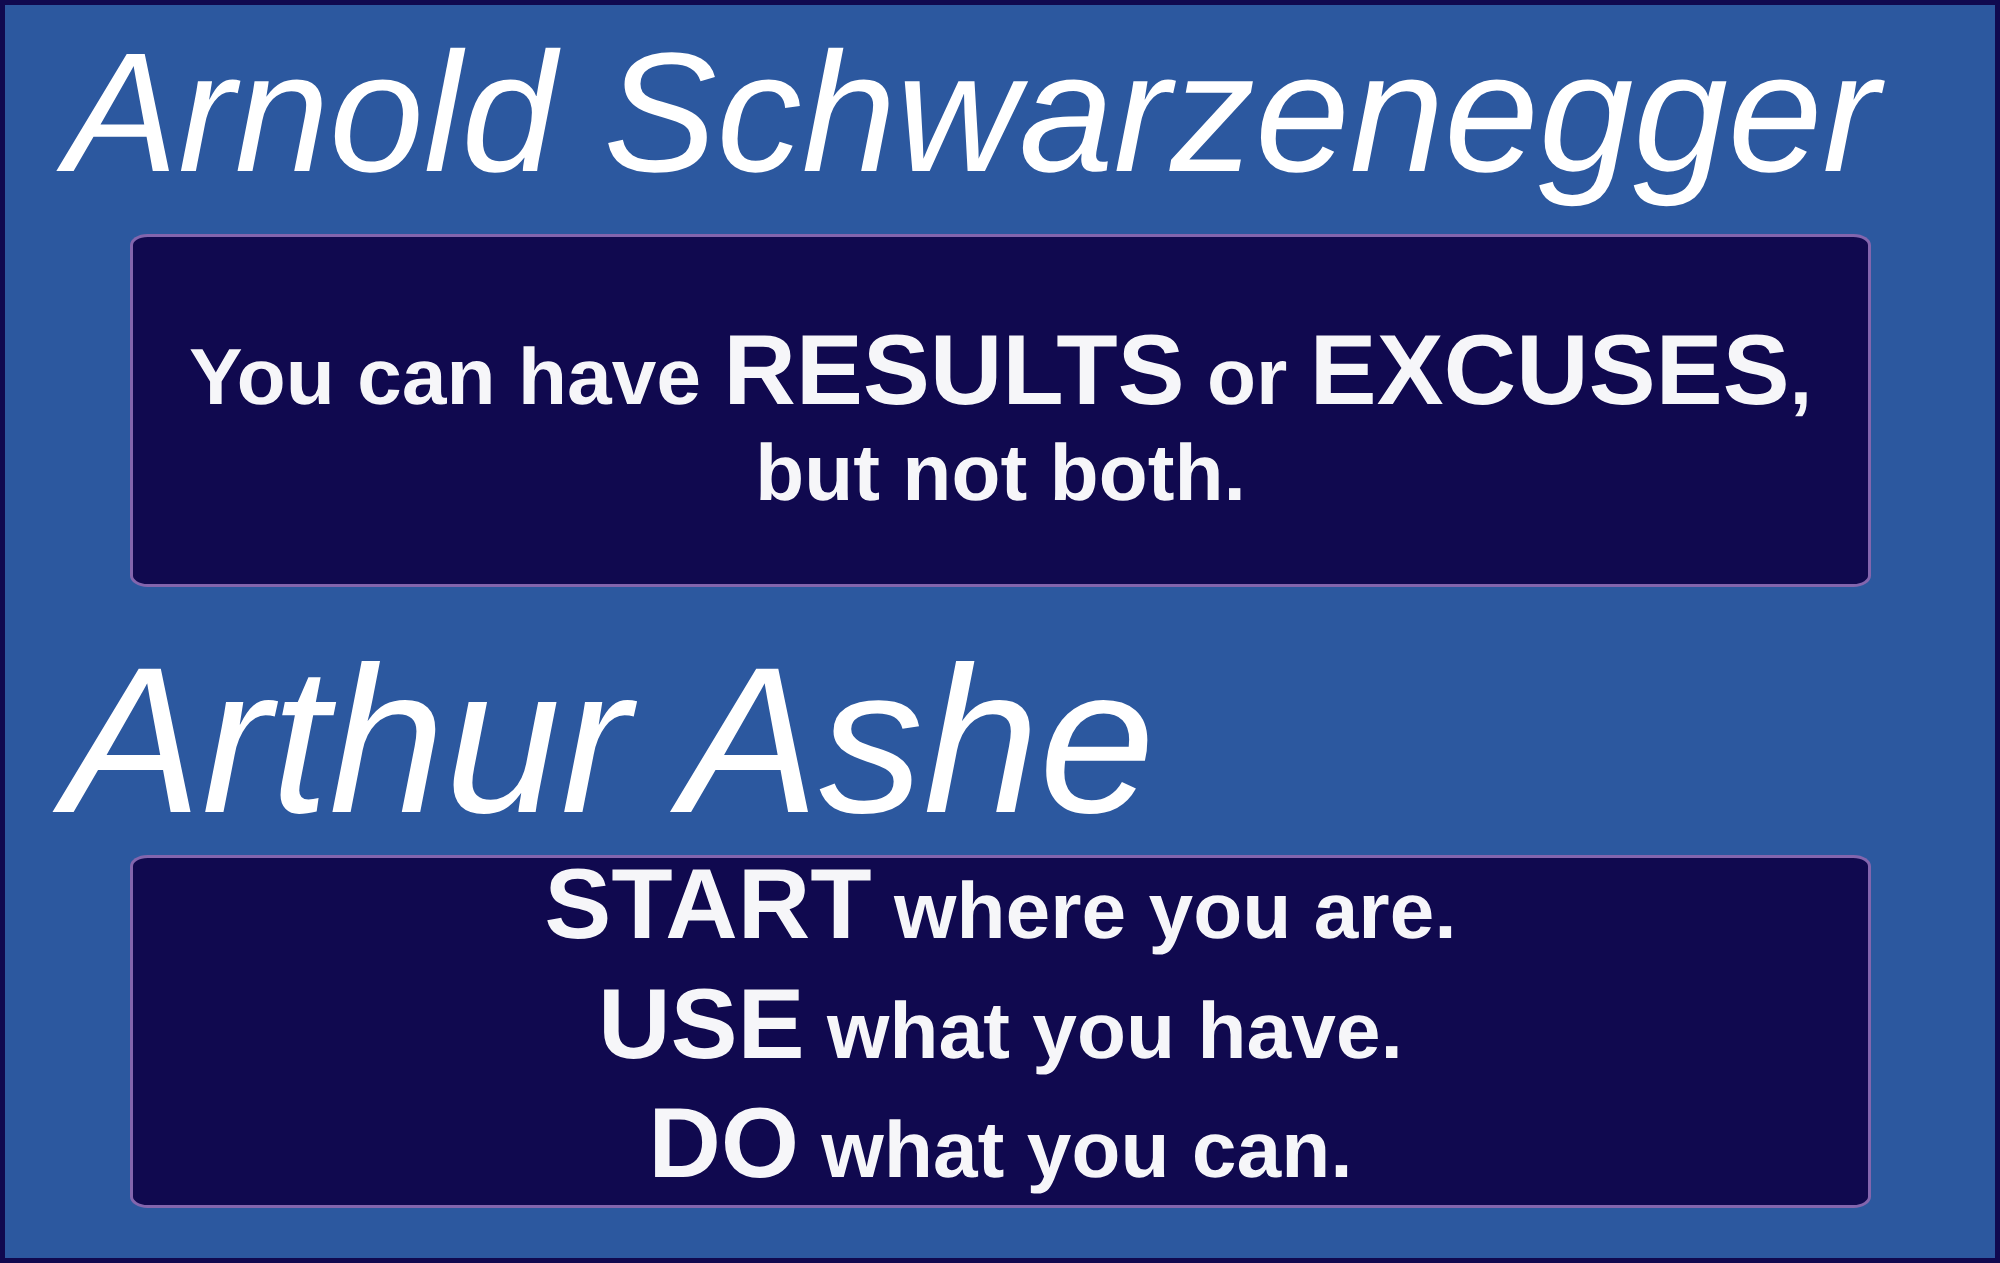 Arnold Schwarzenegger
You can have RESULTS or EXCUSES,
but not both.
Arthur Ashe
START where you are.
USE what you have.
DO what you can.